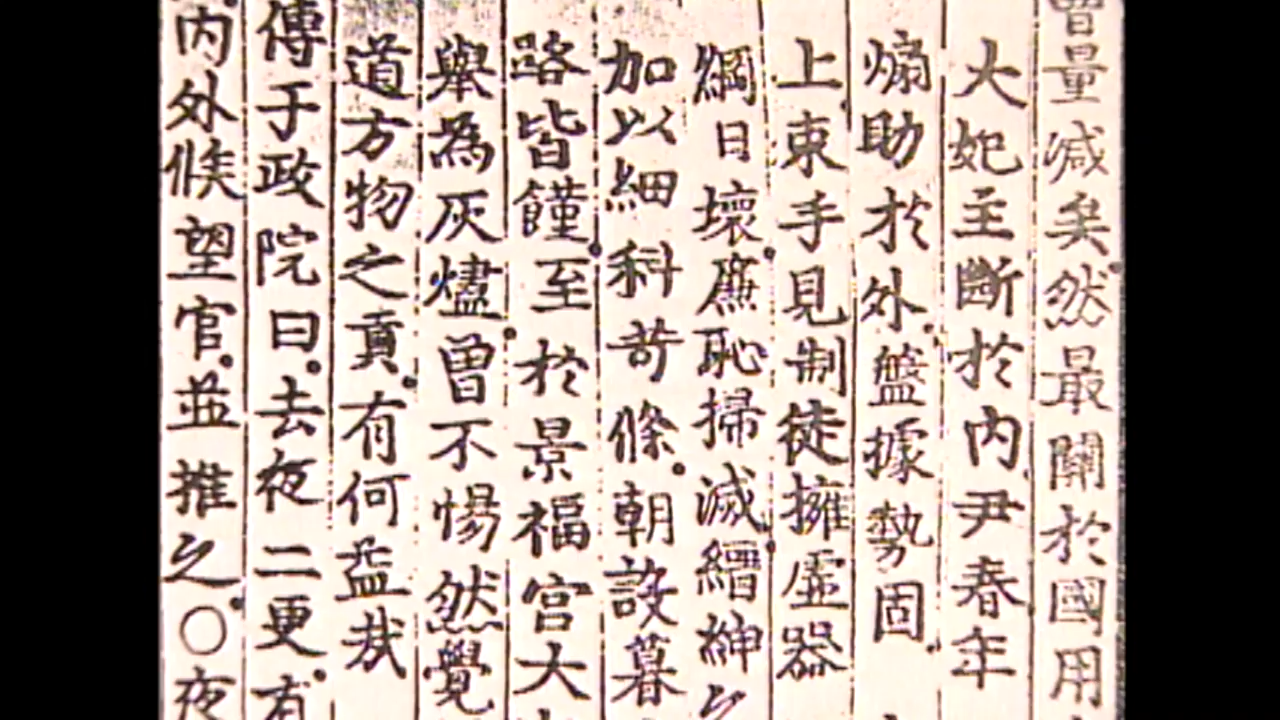 曾量減矣然最關於國用
大妃主斷於內尹春年
煽助於外盤據勢固
上束手見制徒擁虛器
綱日壞廉恥掃滅縉紳之
加以細科苛條朝設暮
路皆饉至於景福宮大
舉爲灰燼曾不惕然覺
道方物之貢有何益哉
傳于政院曰去夜二更有
內外候望官並推之○夜